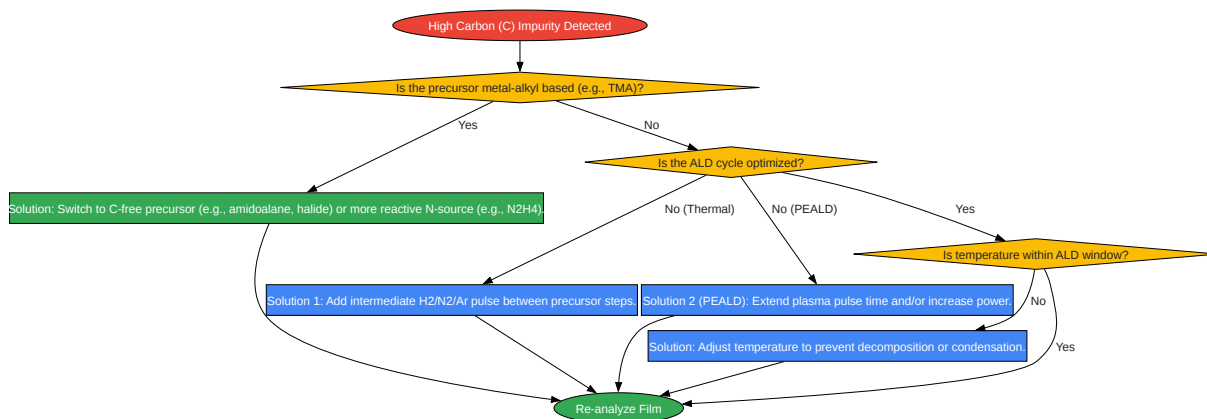 High Carbon (C) Impurity Detected
Is the precursor metal-alkyl based (e.g., TMA)?
Yes
No
Is the ALD cycle optimized?
Solution: Switch to C-free precursor (e.g., amidoalane, halide) or more reactive N-source (e.g., N2H4).
No (Thermal)
No (PEALD)
Yes
Is temperature within ALD window?
Solution 1: Add intermediate H2/N2/Ar pulse between precursor steps.
Solution 2 (PEALD): Extend plasma pulse time and/or increase power.
No
Solution: Adjust temperature to prevent decomposition or condensation.
Yes
Re-analyze Film